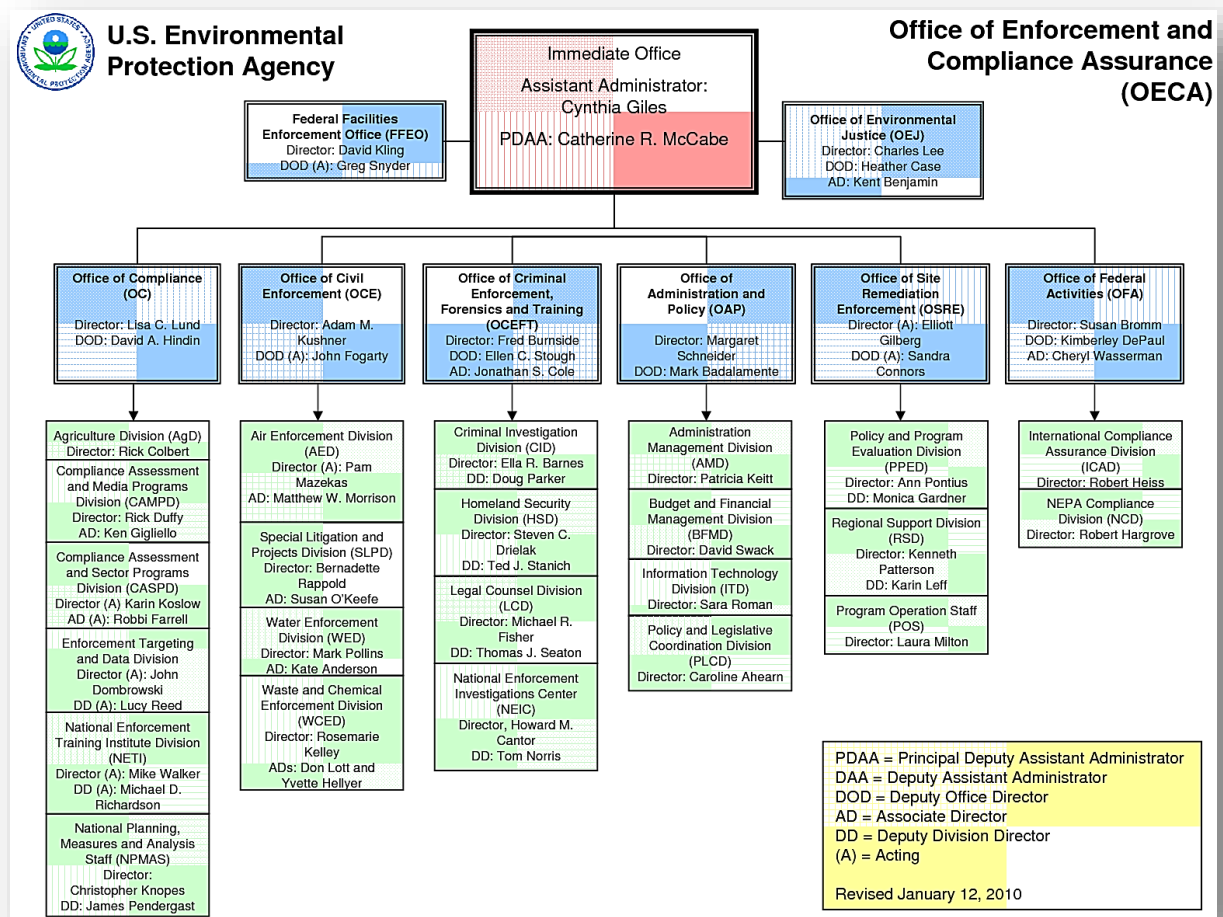 U.S. Environmental
Protection Agency
Office of Enforcement and
Compliance Assurance
(OECA)
Immediate Office
Assistant Administrator:
Cynthia Giles
PDAA: Catherine R. McCabe
Federal Facilities
Enforcement Office (FFEO)
Director: David Kling
DOD (A): Greg Snyder
Office of Environmental
Justice (OEJ)
Director: Charles Lee
DOD: Heather Case
AD: Kent Benjamin
Office of Compliance
(OC)
Director: Lisa C. Lund
DOD: David A. Hindin
Office of Civil
Enforcement (OCE)
Director: Adam M.
Kushner
DOD (A): John Fogarty
Office of Criminal
Enforcement,
Forensics and Training
(OCEFT)
Director: Fred Burnside
DOD: Ellen C. Stough
AD: Jonathan S. Cole
Office of
Administration and
Policy (OAP)
Director: Margaret
Schneider
DOD: Mark Badalamente
Office of Site
Remediation
Enforcement (OSRE)
Director (A): Elliott
Gilberg
DOD (A): Sandra
Connors
Office of Federal
Activities (OFA)
Director: Susan Bromm
DOD: Kimberley DePaul
AD: Cheryl Wasserman
Agriculture Division (AgD)
Director: Rick Colbert
Compliance Assessment
and Media Programs
Division (CAMPD)
Director: Rick Duffy
AD: Ken Gigliello
Compliance Assessment
and Sector Programs
Division (CASPD)
Director (A) Karin Koslow
AD (A): Robbi Farrell
Enforcement Targeting
and Data Division
Director (A): John
Dombrowski
DD (A): Lucy Reed
National Enforcement
Training Institute Division
(NETI)
Director (A): Mike Walker
DD (A): Michael D.
Richardson
National Planning,
Measures and Analysis
Staff (NPMAS)
Director:
Christopher Knopes
DD: James Pendergast
Air Enforcement Division
(AED)
Director (A): Pam
Mazekas
AD: Matthew W. Morrison
Special Litigation and
Projects Division (SLPD)
Director: Bernadette
Rappold
AD: Susan O'Keefe
Water Enforcement
Division (WED)
Director: Mark Pollins
AD: Kate Anderson
Waste and Chemical
Enforcement Division
(WCED)
Director: Rosemarie
Kelley
ADs: Don Lott and
Yvette Hellyer
Criminal Investigation
Division (CID)
Director: Ella R. Barnes
DD: Doug Parker
Homeland Security
Division (HSD)
Director: Steven C.
Drielak
DD: Ted J. Stanich
Legal Counsel Division
(LCD)
Director: Michael R.
Fisher
DD: Thomas J. Seaton
National Enforcement
Investigations Center
(NEIC)
Director, Howard M.
Cantor
DD: Tom Norris
Administration
Management Division
(AMD)
Director: Patricia Keitt
Budget and Financial
Management Division
(BFMD)
Director: David Swack
Information Technology
Division (ITD)
Director: Sara Roman
Policy and Legislative
Coordination Division
(PLCD)
Director: Caroline Ahearn
Policy and Program
Evaluation Division
(PPED)
Director: Ann Pontius
DD: Monica Gardner
Regional Support Division
(RSD)
Director: Kenneth
Patterson
DD: Karin Leff
Program Operation Staff
(POS)
Director: Laura Milton
International Compliance
Assurance Division
(ICAD)
Director: Robert Heiss
NEPA Compliance
Division (NCD)
Director: Robert Hargrove
PDAA = Principal Deputy Assistant Administrator
DAA = Deputy Assistant Administrator
DOD = Deputy Office Director
AD = Associate Director
DD = Deputy Division Director
(A) = Acting
Revised January 12, 2010
UNITED STATES
ENVIRONMENTAL PROTECTION AGENCY